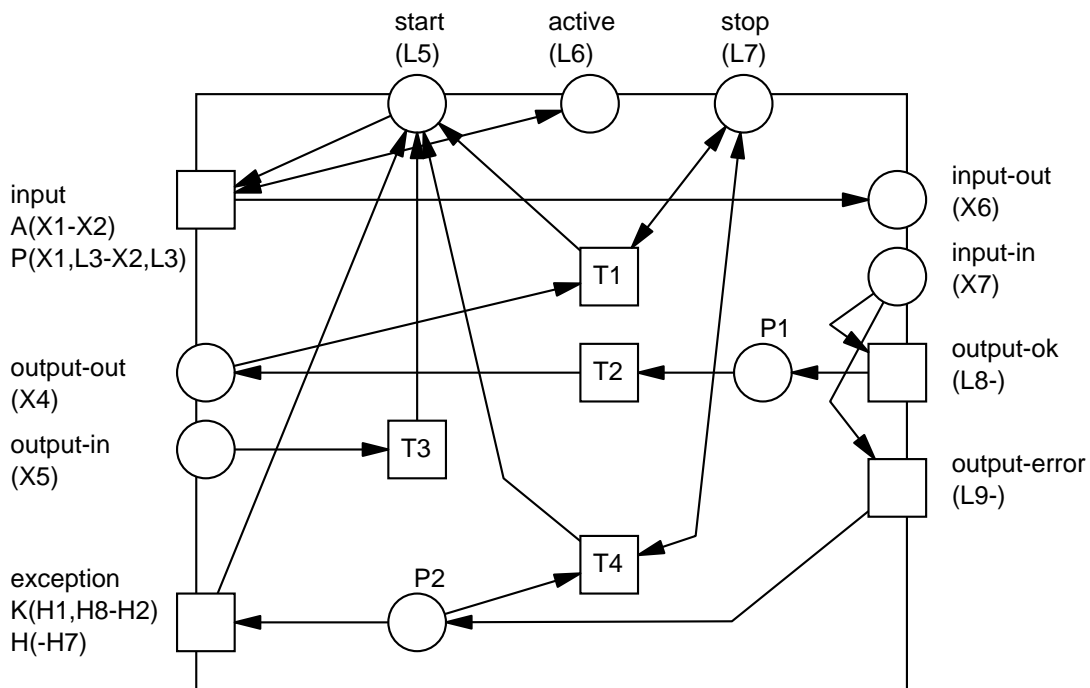 start
(L5)
active
(L6)
stop
(L7)
input
A(X1-X2)
P(X1,L3-X2,L3)
input-out
(X6)
input-in
(X7)
T1
P1
output-out
(X4)
T2
output-ok
(L8-)
output-in
(X5)
T3
output-error
(L9-)
T4
exception
K(H1,H8-H2)
H(-H7)
P2